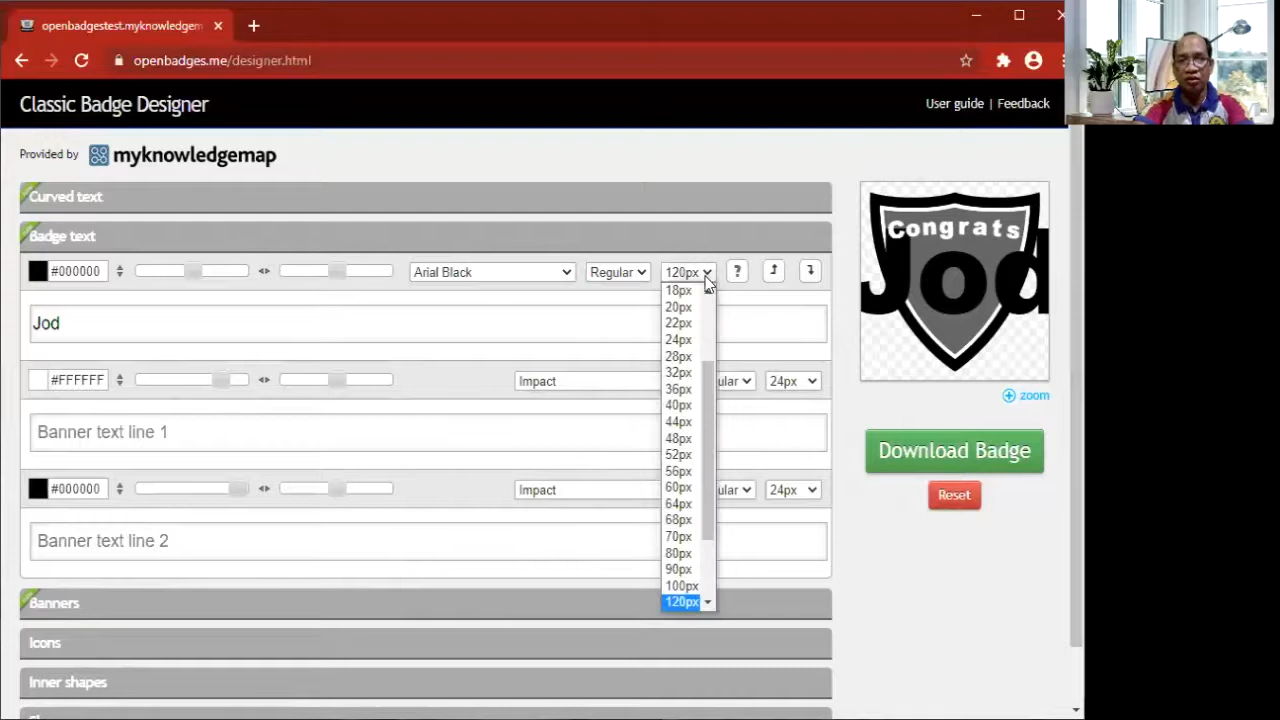 openbadgestest.myknowledgem
openbadges.me/designer.html
Classic Badge Designer
User guide | Feedback
Provided by myknowledgemap
Curved text
Badge text
#000000 Arial Black Regular 120px ?
18px
20px
22px
24px
28px
32px
36px
40px
44px
48px
52px
56px
60px
64px
68px
70px
80px
90px
100px
120px
Jod
#FFFFFF Impact ular 24px
Banner text line 1
#000000 Impact ular 24px
Banner text line 2
Banners
Icons
Inner shapes
Congrats
Jod
zoom
Download Badge
Reset